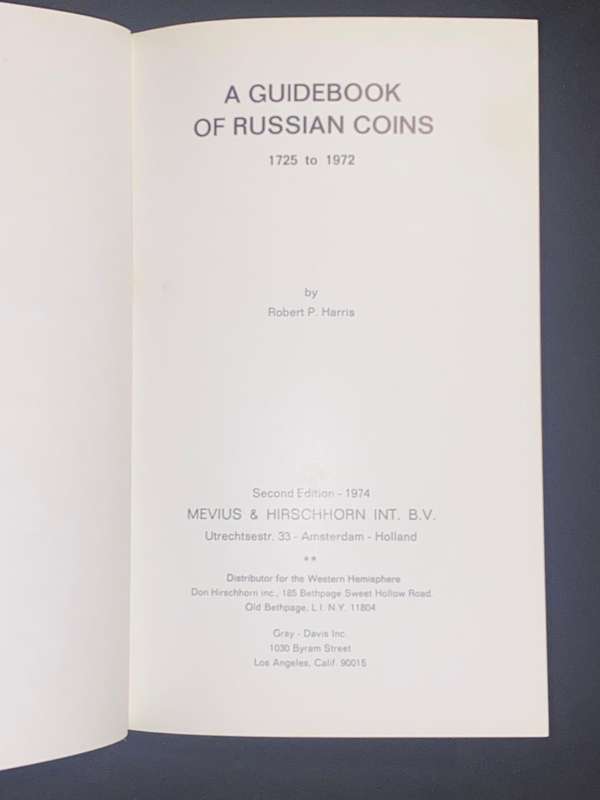 A GUIDEBOOK
OF RUSSIAN COINS
1725 to 1972
by
Robert P. Harris
Second Edition - 1974
MEVIUS & HIRSCHHORN INT. B.V.
Utrechtsestr. 33 - Amsterdam - Holland
**
Distributor for the Western Hemisphere
Don Hirschhorn inc., 185 Bethpage Sweet Hollow Road.
Old Bethpage, L.I. N.Y. 11804
Gray - Davis Inc.
1030 Byram Street
Los Angeles, Calif. 90015